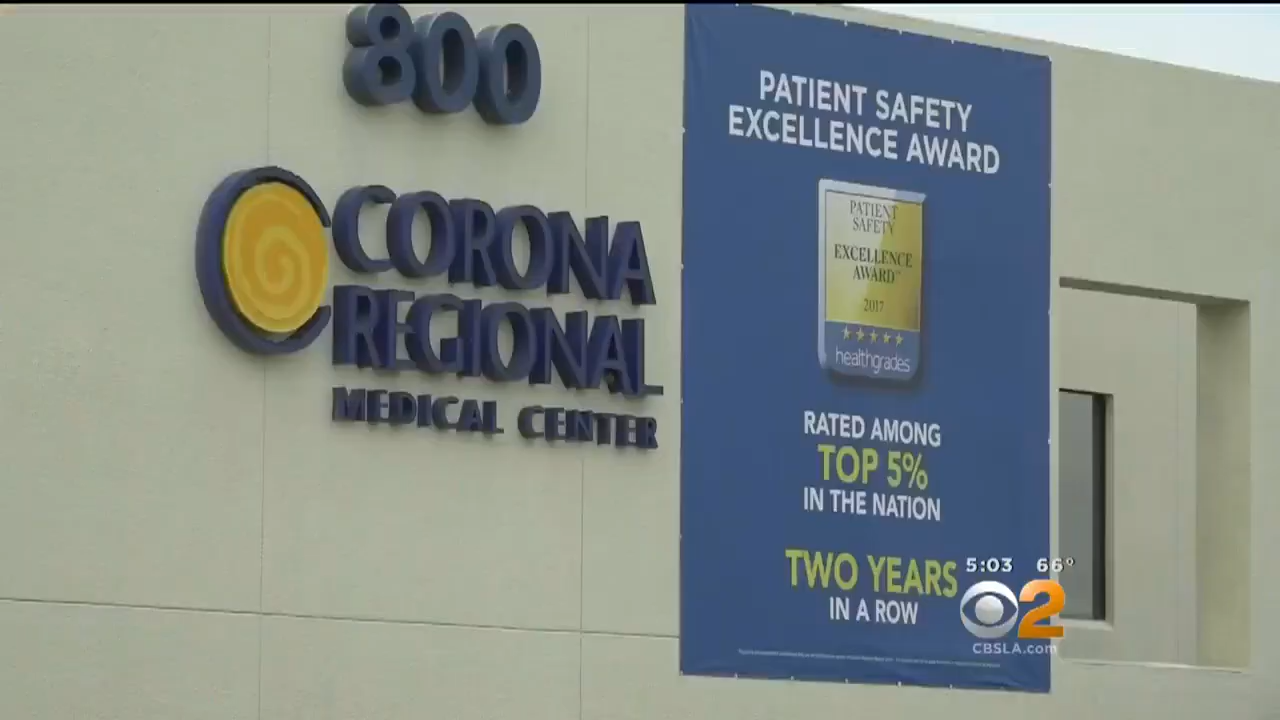 800
CORONA
REGIONAL
MEDICAL CENTER
PATIENT SAFETY
EXCELLENCE AWARD
PATIENT
SAFETY
EXCELLENCE
AWARD™
2017
healthgrades
RATED AMONG
TOP 5%
IN THE NATION
TWO YEARS
IN A ROW
5:03 66°
2
CBSLA.com